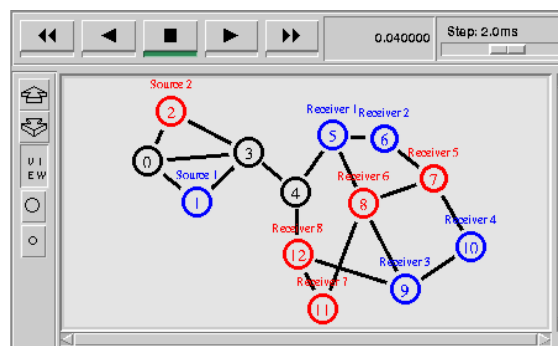 0.040000
Step: 2.0ms
VIEW
Source 2
2
0
3
Source 1
1
Receiver 1
Receiver 2
5
6
Receiver 5
Receiver 6
7
4
8
Receiver 4
Receiver 8
10
12
Receiver 3
Receiver 7
9
11